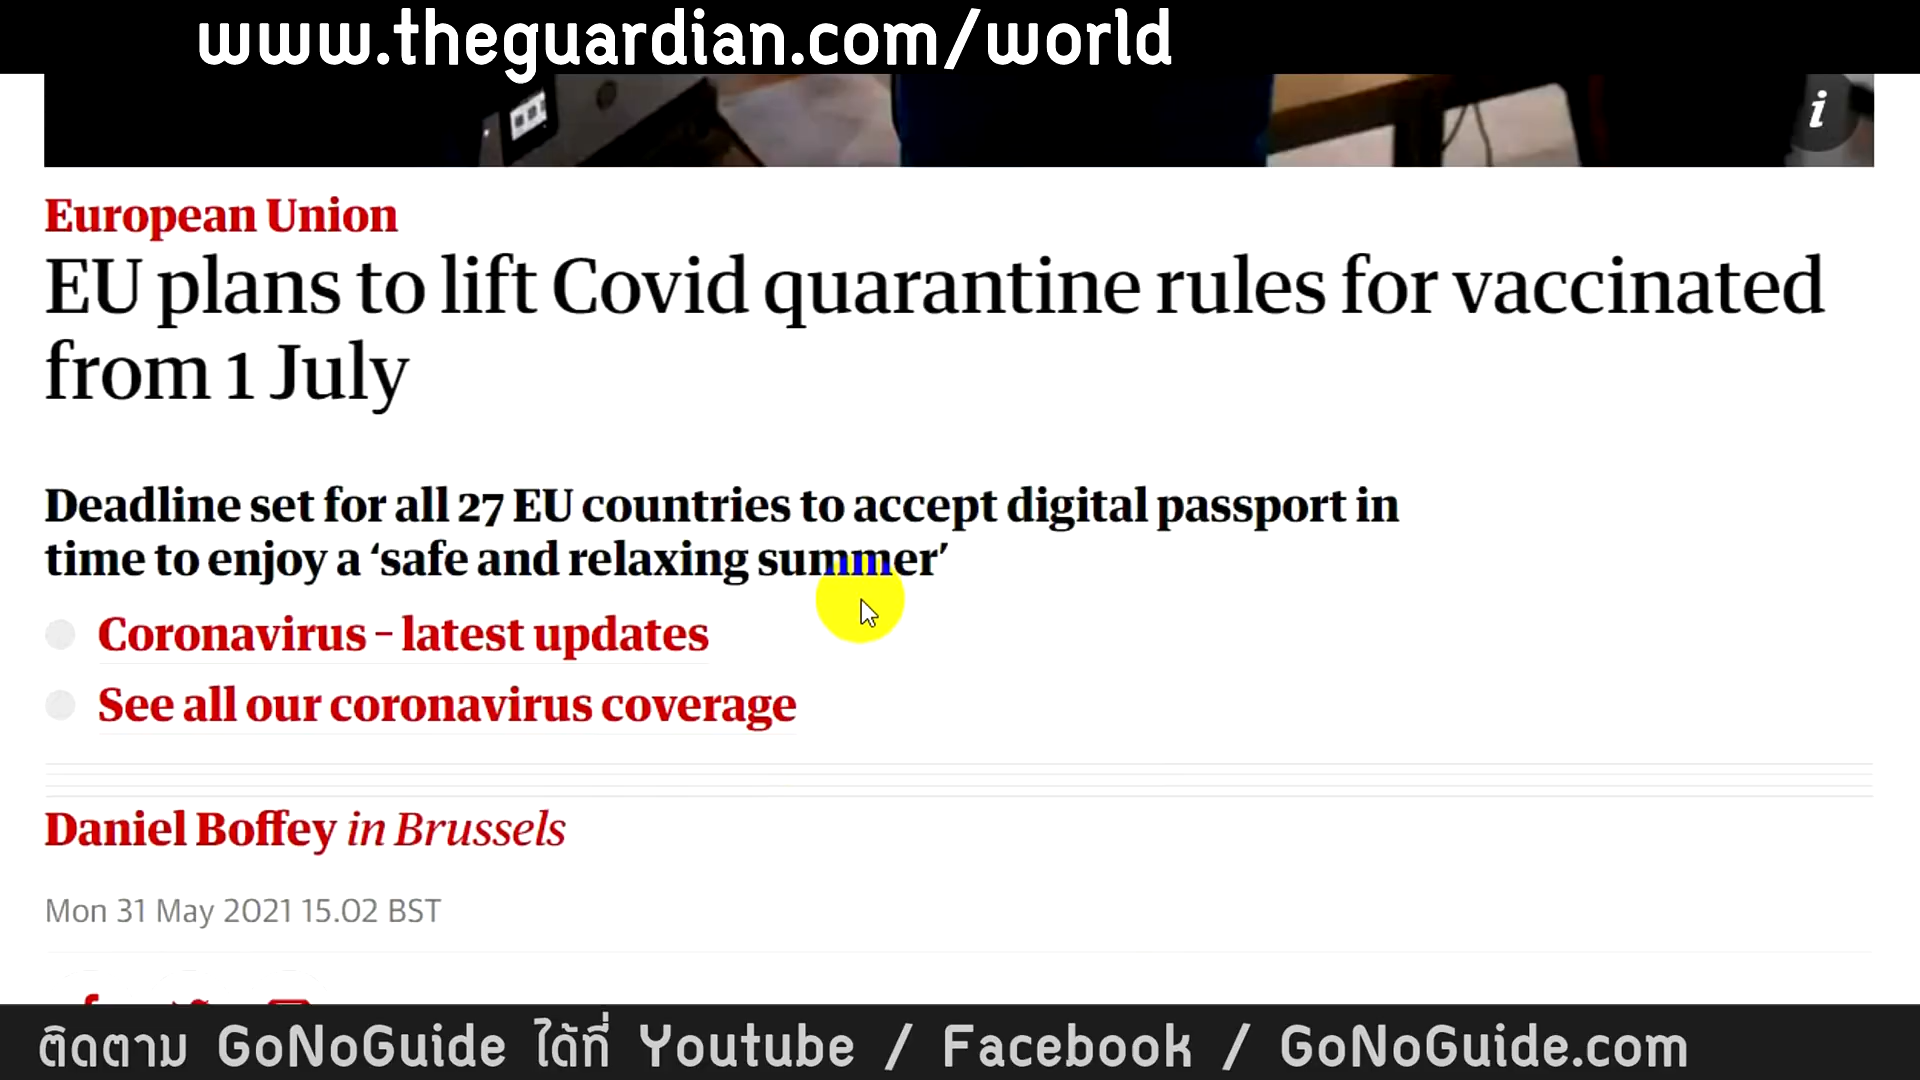 www.theguardian.com/world
i
European Union
EU plans to lift Covid quarantine rules for vaccinated
from 1 July
Deadline set for all 27 EU countries to accept digital passport in
time to enjoy a ‘safe and relaxing summer’
Coronavirus – latest updates
See all our coronavirus coverage
Daniel Boffey in Brussels
Mon 31 May 2021 15.02 BST
ติดตาม GoNoGuide ได้ที่ Youtube / Facebook / GoNoGuide.com